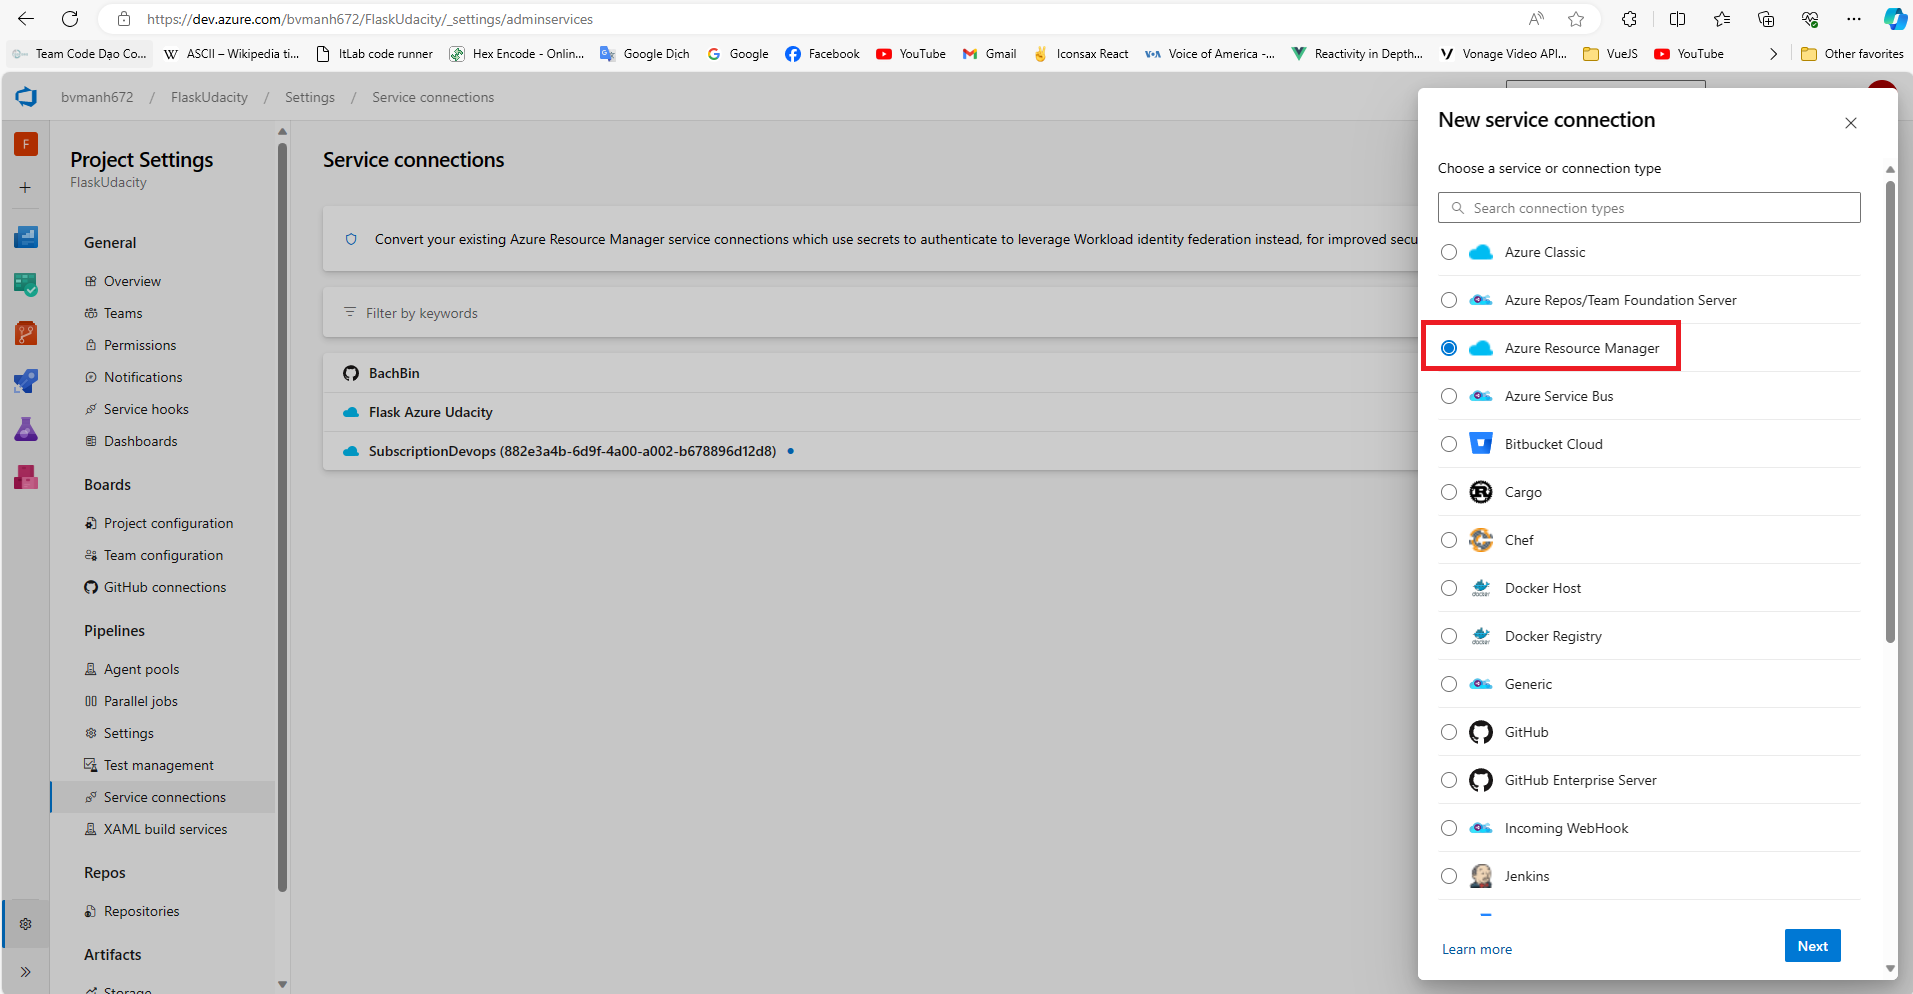 https://dev.azure.com/bvmanh672/FlaskUdacity/_settings/adminservices
Team Code Dạo Co... ASCII – Wikipedia ti... ItLab code runner Hex Encode - Onlin... Google Dịch Google Facebook YouTube Gmail Iconsax React Voice of America -... Reactivity in Depth... Vonage Video API... VueJS YouTube Other favorites
bvmanh672 / FlaskUdacity / Settings / Service connections
F
Project Settings
FlaskUdacity
General
Overview
Teams
Permissions
Notifications
Service hooks
Dashboards
Boards
Project configuration
Team configuration
GitHub connections
Pipelines
Agent pools
Parallel jobs
Settings
Test management
Service connections
XAML build services
Repos
Repositories
Artifacts
Storage
Service connections
Convert your existing Azure Resource Manager service connections which use secrets to authenticate to leverage Workload identity federation instead, for improved secu
Filter by keywords
BachBin
Flask Azure Udacity
SubscriptionDevops (882e3a4b-6d9f-4a00-a002-b678896d12d8)
New service connection
Choose a service or connection type
Search connection types
Azure Classic
Azure Repos/Team Foundation Server
Azure Resource Manager
Azure Service Bus
Bitbucket Cloud
Cargo
Chef
Docker Host
Docker Registry
Generic
GitHub
GitHub Enterprise Server
Incoming WebHook
Jenkins
Learn more
Next